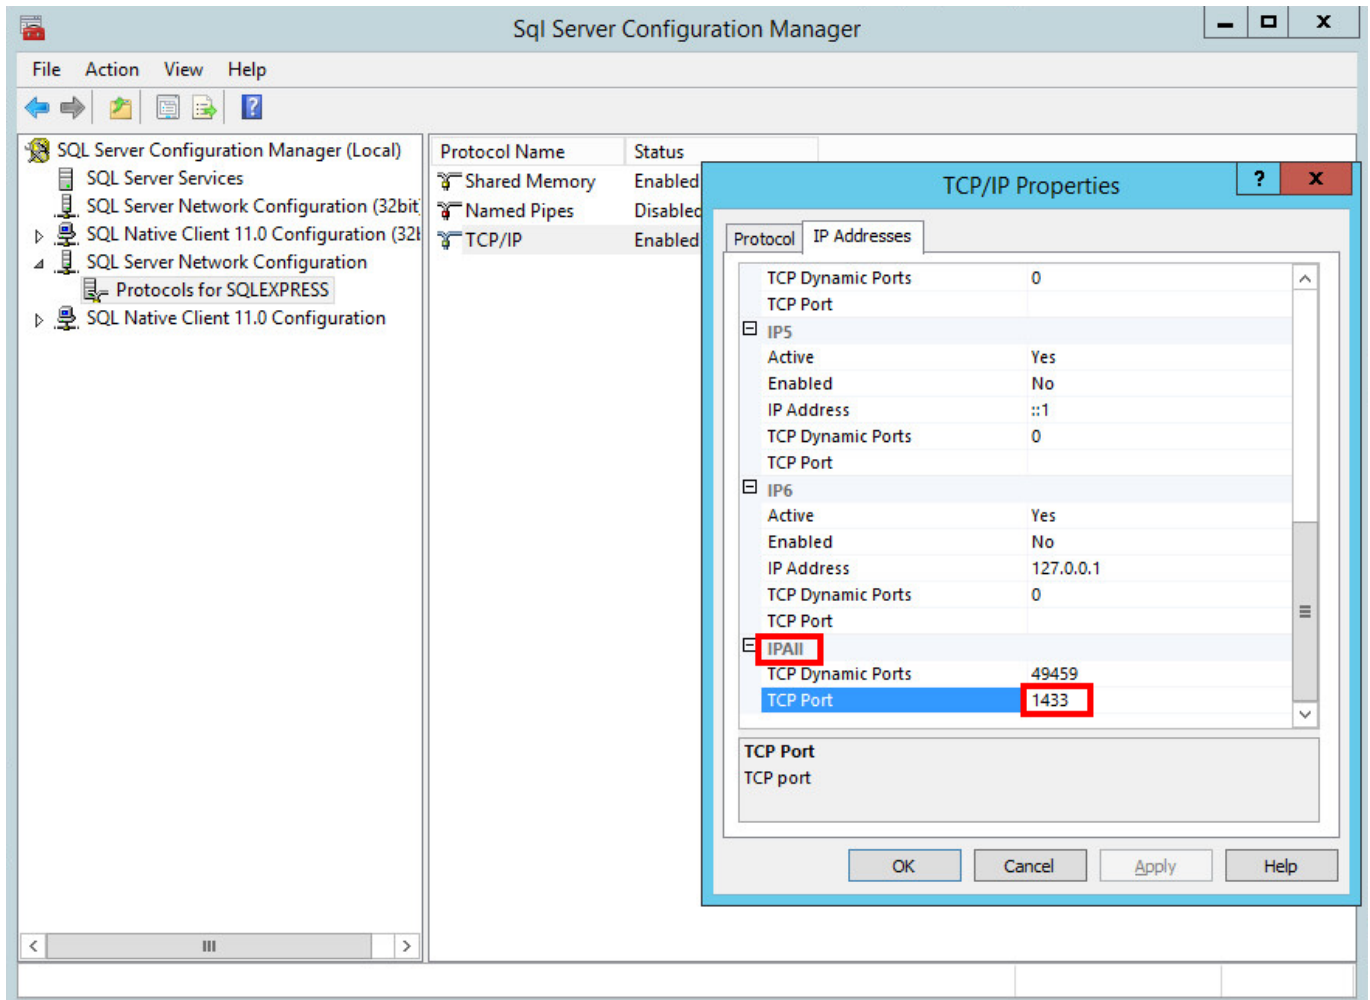 Sql Server Configuration Manager
File Action View Help
SQL Server Configuration Manager (Local)
SQL Server Services
SQL Server Network Configuration (32bit
SQL Native Client 11.0 Configuration (32b
SQL Server Network Configuration
Protocols for SQLEXPRESS
SQL Native Client 11.0 Configuration
Protocol Name Status
Shared Memory Enabled
Named Pipes Disabled
TCP/IP Enabled
TCP/IP Properties
Protocol IP Addresses
TCP Dynamic Ports 0
TCP Port
IP5
Active Yes
Enabled No
IP Address ::1
TCP Dynamic Ports 0
TCP Port
IP6
Active Yes
Enabled No
IP Address 127.0.0.1
TCP Dynamic Ports 0
TCP Port
IPAll
TCP Dynamic Ports 49459
TCP Port 1433
TCP Port
TCP port
OK Cancel Apply Help